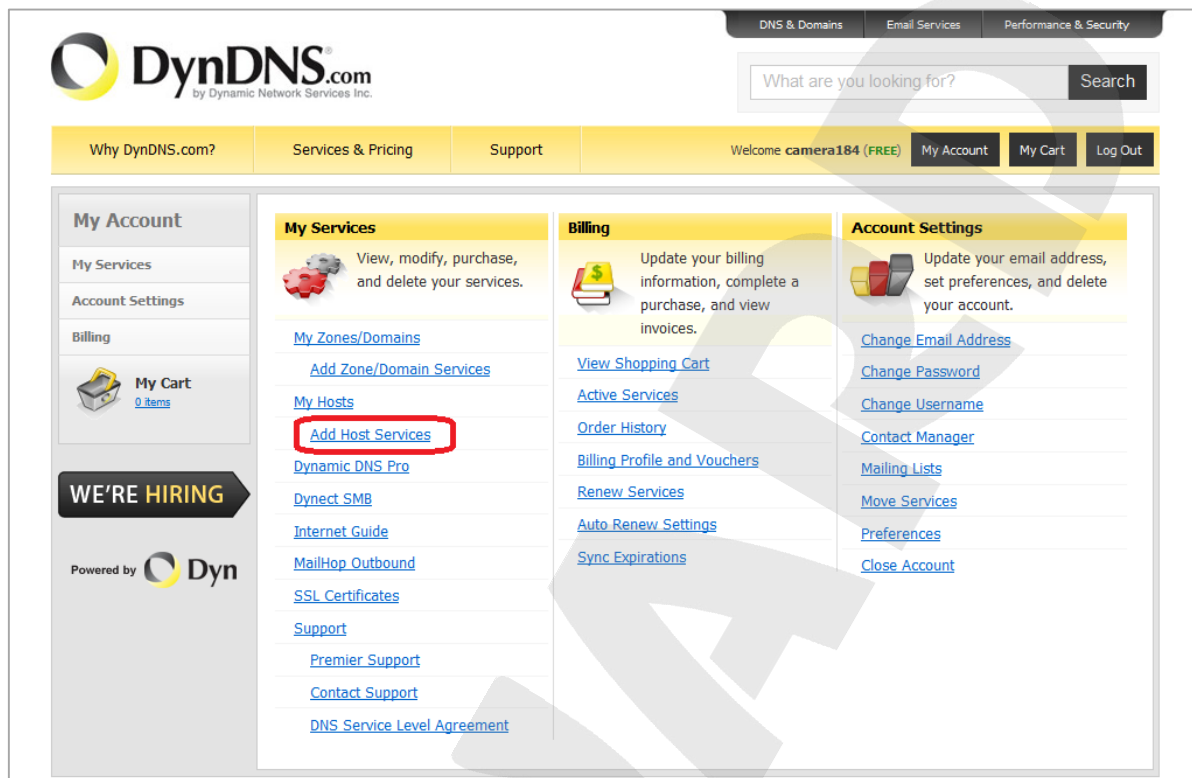 DNS & Domains Email Services Performance & Security
DynDNS.com
by Dynamic Network Services Inc.
What are you looking for? Search
Why DynDNS.com? Services & Pricing Support Welcome camera184 (FREE) My Account My Cart Log Out
My Account
My Services
Account Settings
Billing
My Cart
0 items
WE'RE HIRING
Powered by Dyn
My Services
View, modify, purchase,
and delete your services.
My Zones/Domains
Add Zone/Domain Services
My Hosts
Add Host Services
Dynamic DNS Pro
Dynect SMB
Internet Guide
MailHop Outbound
SSL Certificates
Support
Premier Support
Contact Support
DNS Service Level Agreement
Billing
Update your billing
information, complete a
purchase, and view
invoices.
View Shopping Cart
Active Services
Order History
Billing Profile and Vouchers
Renew Services
Auto Renew Settings
Sync Expirations
Account Settings
Update your email address,
set preferences, and delete
your account.
Change Email Address
Change Password
Change Username
Contact Manager
Mailing Lists
Move Services
Preferences
Close Account